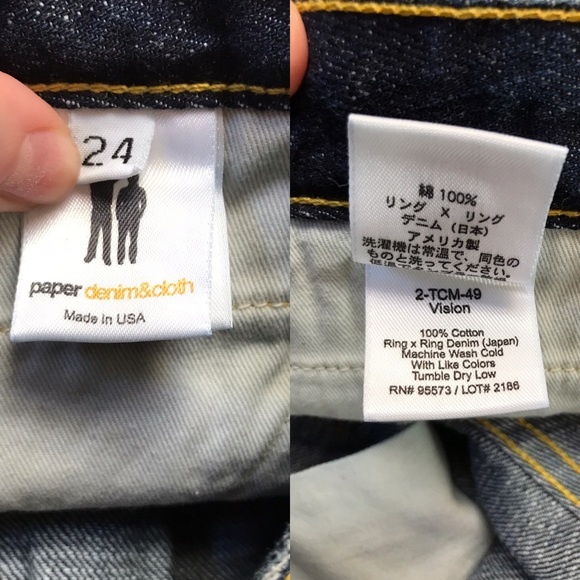 24
paper denim&cloth
Made in USA
綿 100%
リング X リング
デニム (日本)
アメリカ製
洗濯機は常温で、同色の
ものと洗ってください。
2-TCM-49
Vision
100% Cotton
Ring x Ring Denim (Japan)
Machine Wash Cold
With Like Colors
Tumble Dry Low
RN# 95573 / LOT# 2186